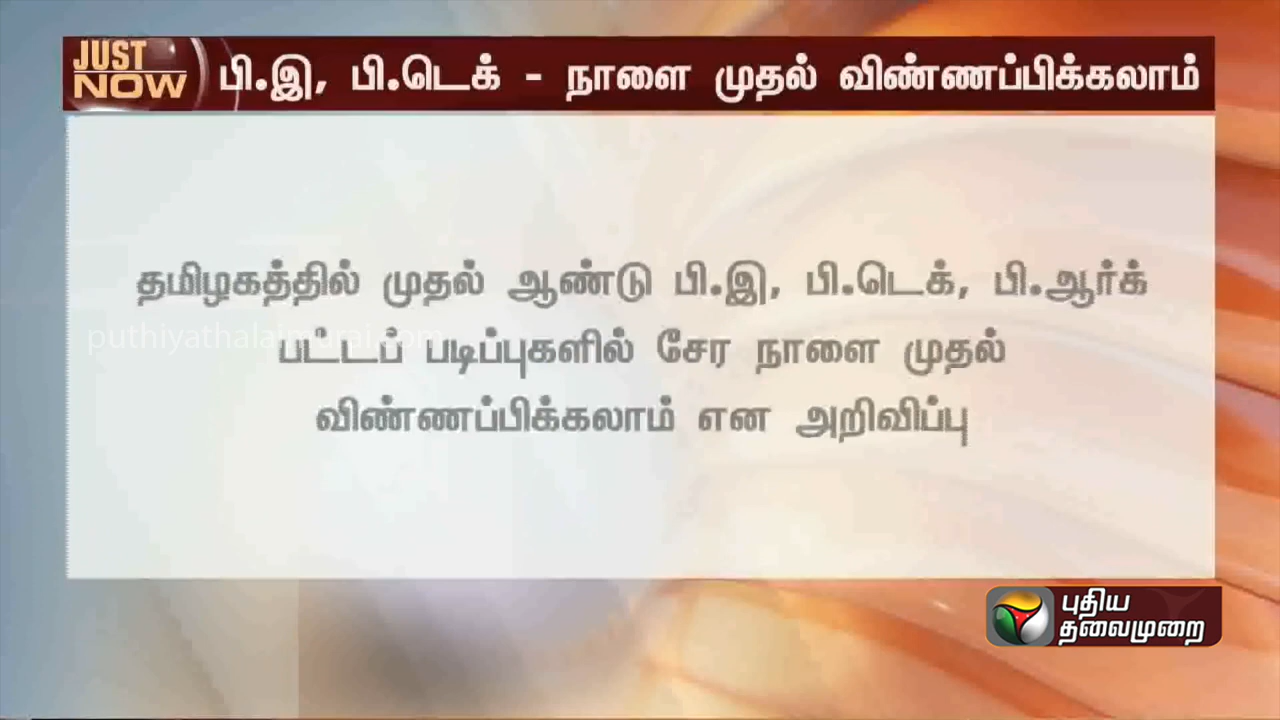 JUST
NOW
பி.இ, பி.டெக் - நாளை முதல் விண்ணப்பிக்கலாம்
தமிழகத்தில் முதல் ஆண்டு பி.இ, பி.டெக், பி.ஆர்க்
puthiyathalaimurai.com
பட்டப் படிப்புகளில் சேர நாளை முதல்
விண்ணப்பிக்கலாம் என அறிவிப்பு
புதிய
தலைமுறை